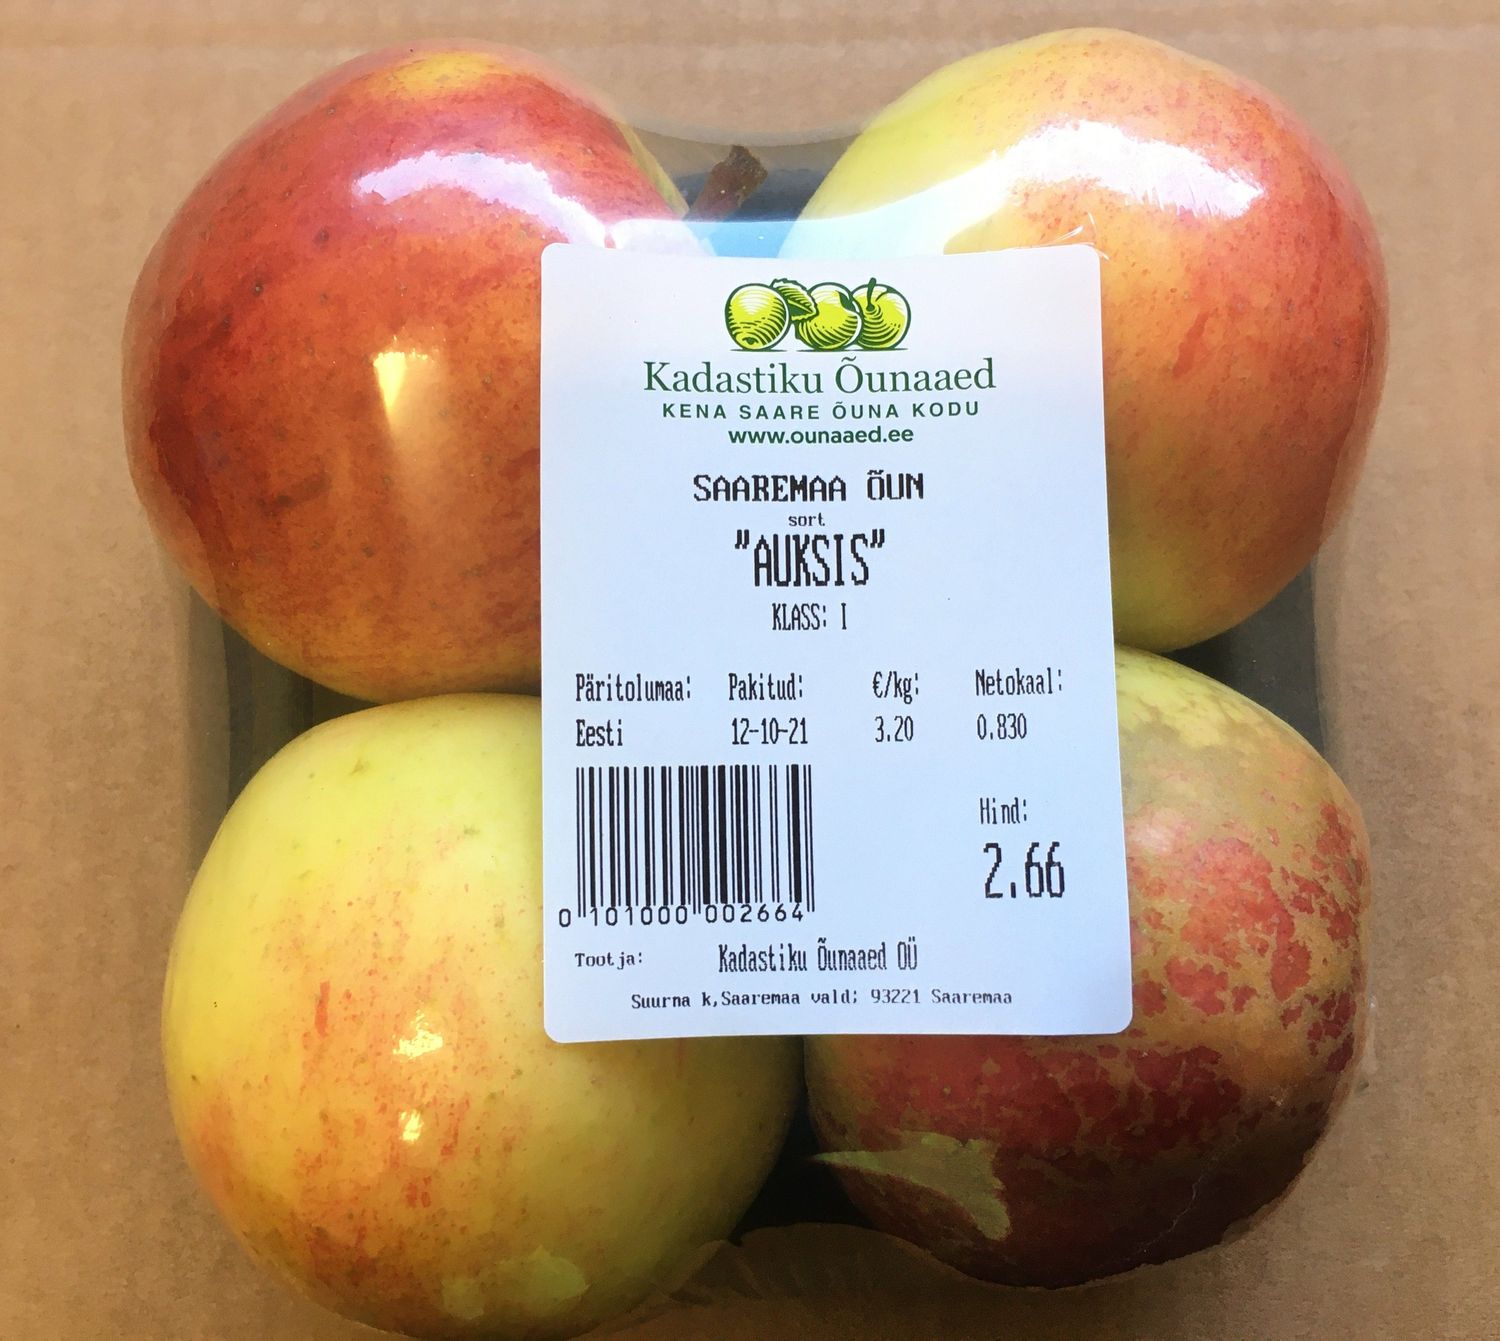 Kadastiku Õunaaed
KENA SAARE ÕUNA KODU
www.ounaaed.ee
SAAREMAA ÕUN
sort
"AUKSIS"
KLASS: I
Päritolumaa: Pakitud: €/kg: Netokaal:
Eesti 12-10-21 3.20 0.830
Hind:
2.66
0 101000 002664
Tootja: Kadastiku Õunaaed OÜ
Suurna k,Saaremaa vald; 93221 Saaremaa